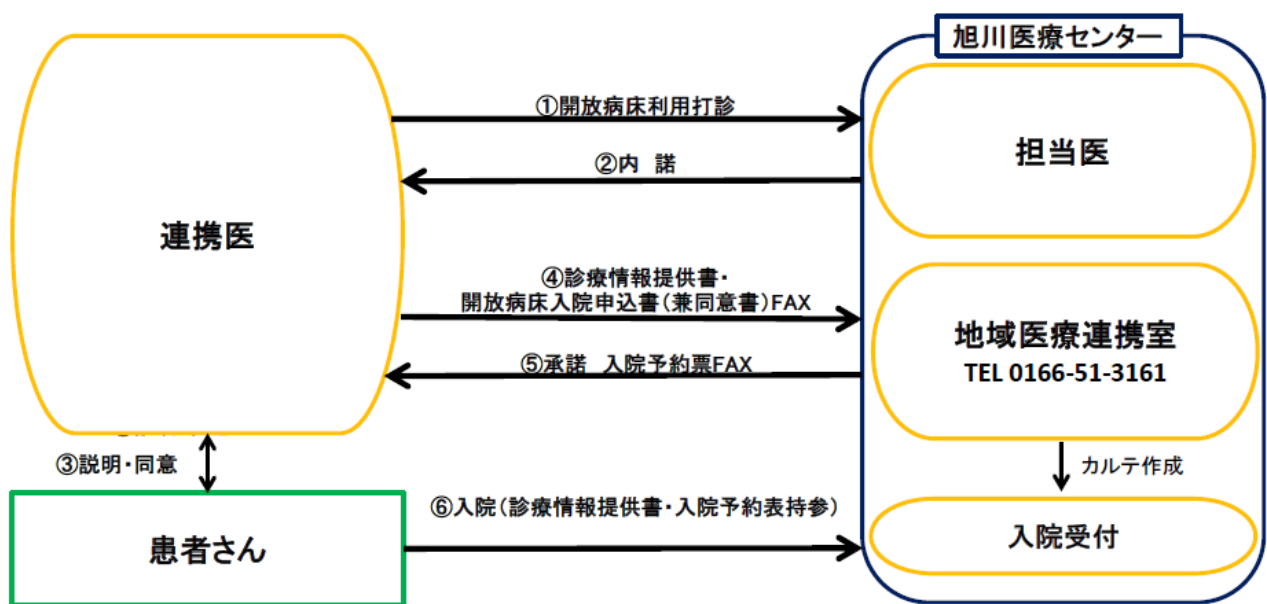 旭川医療センター
①開放病床利用打診
担当医
②内 諾
連携医
④診療情報提供書・
開放病床入院申込書(兼同意書)FAX
地域医療連携室
TEL 0166-51-3161
⑤承諾 入院予約票FAX
③説明・同意
カルテ作成
⑥入院(診療情報提供書・入院予約表持参)
患者さん
入院受付